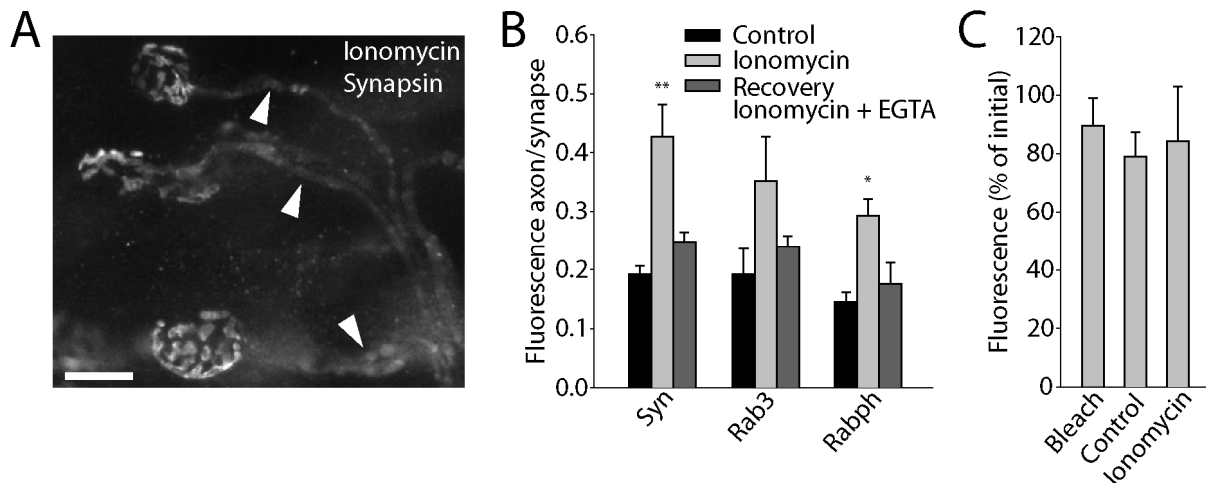 A
Ionomycin
Synapsin
B
Fluorescence axon/synapse
0.6
0.5
0.4
0.3
0.2
0.1
0.0
Control
Ionomycin
Recovery
Ionomycin + EGTA
**
*
Syn
Rab3
Rabph
C
Fluorescence (% of initial)
120
100
80
60
40
20
0
Bleach
Control
Ionomycin